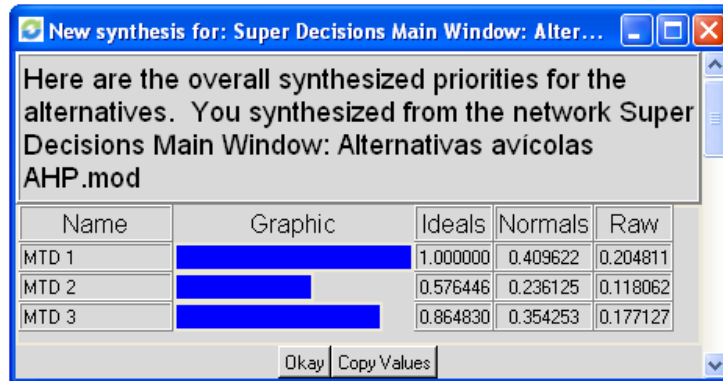 New synthesis for: Super Decisions Main Window: Alter...
Here are the overall synthesized priorities for the
alternatives. You synthesized from the network Super
Decisions Main Window: Alternativas avícolas
AHP.mod
Name Graphic Ideals Normals Raw
MTD 1 1.000000 0.409622 0.204811
MTD 2 0.576446 0.236125 0.118062
MTD 3 0.864830 0.354253 0.177127
Okay Copy Values